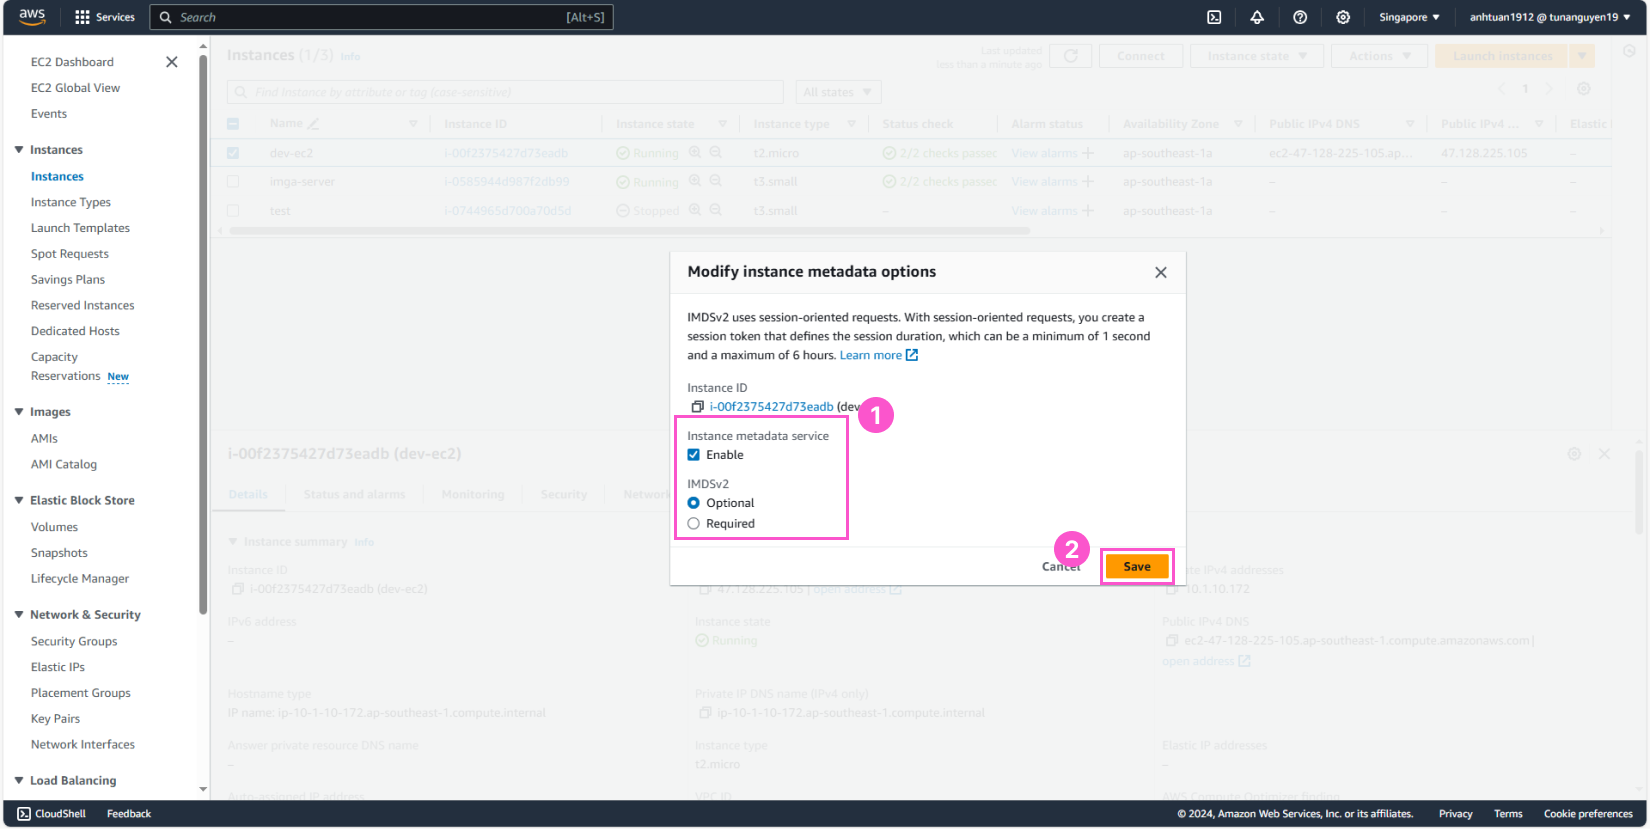 aws
Services
Search [Alt+S]
Singapore
anhtuan1912 @ tunanguyen19
EC2 Dashboard
EC2 Global View
Events
Instances
Instances
Instance Types
Launch Templates
Spot Requests
Savings Plans
Reserved Instances
Dedicated Hosts
Capacity
Reservations New
Images
AMIs
AMI Catalog
Elastic Block Store
Volumes
Snapshots
Lifecycle Manager
Network & Security
Security Groups
Elastic IPs
Placement Groups
Key Pairs
Network Interfaces
Load Balancing
Instances (1/3) Info
Last updated
less than a minute ago
Connect
Instance state
Actions
Launch instances
Find Instance by attribute or tag (case-sensitive)
All states
1
Name Instance ID Instance state Instance type Status check Alarm status Availability Zone Public IPv4 DNS Public IPv4 ... Elastic
dev-ec2 i-00f2375427d73eadb Running t2.micro 2/2 checks passec View alarms ap-southeast-1a ec2-47-128-225-105.ap... 47.128.225.105 –
imga-server i-0585944d987f2db99 Running t3.small 2/2 checks passec View alarms ap-southeast-1a – – –
test i-0744965d700a70d5d Stopped t3.small – View alarms ap-southeast-1a – – –
Modify instance metadata options
IMDSv2 uses session-oriented requests. With session-oriented requests, you create a
session token that defines the session duration, which can be a minimum of 1 second
and a maximum of 6 hours. Learn more
Instance ID
i-00f2375427d73eadb (dev
1
Instance metadata service
Enable
IMDSv2
Optional
Required
2
Cancel
Save
i-00f2375427d73eadb (dev-ec2)
Details Status and alarms Monitoring Security Network
Instance summary Info
Instance ID
i-00f2375427d73eadb (dev-ec2)
47.128.225.105 | open address
te IPv4 addresses
10.1.10.172
IPv6 address
–
Instance state
Running
Public IPv4 DNS
ec2-47-128-225-105.ap-southeast-1.compute.amazonaws.com |
open address
Hostname type
IP name: ip-10-1-10-172.ap-southeast-1.compute.internal
Private IP DNS name (IPv4 only)
ip-10-1-10-172.ap-southeast-1.compute.internal
Answer private resource DNS name
–
Instance type
t2.micro
Elastic IP addresses
–
Auto-assigned IP address
VPC ID
AWS Compute Optimizer finding
CloudShell
Feedback
© 2024, Amazon Web Services, Inc. or its affiliates.
Privacy
Terms
Cookie preferences